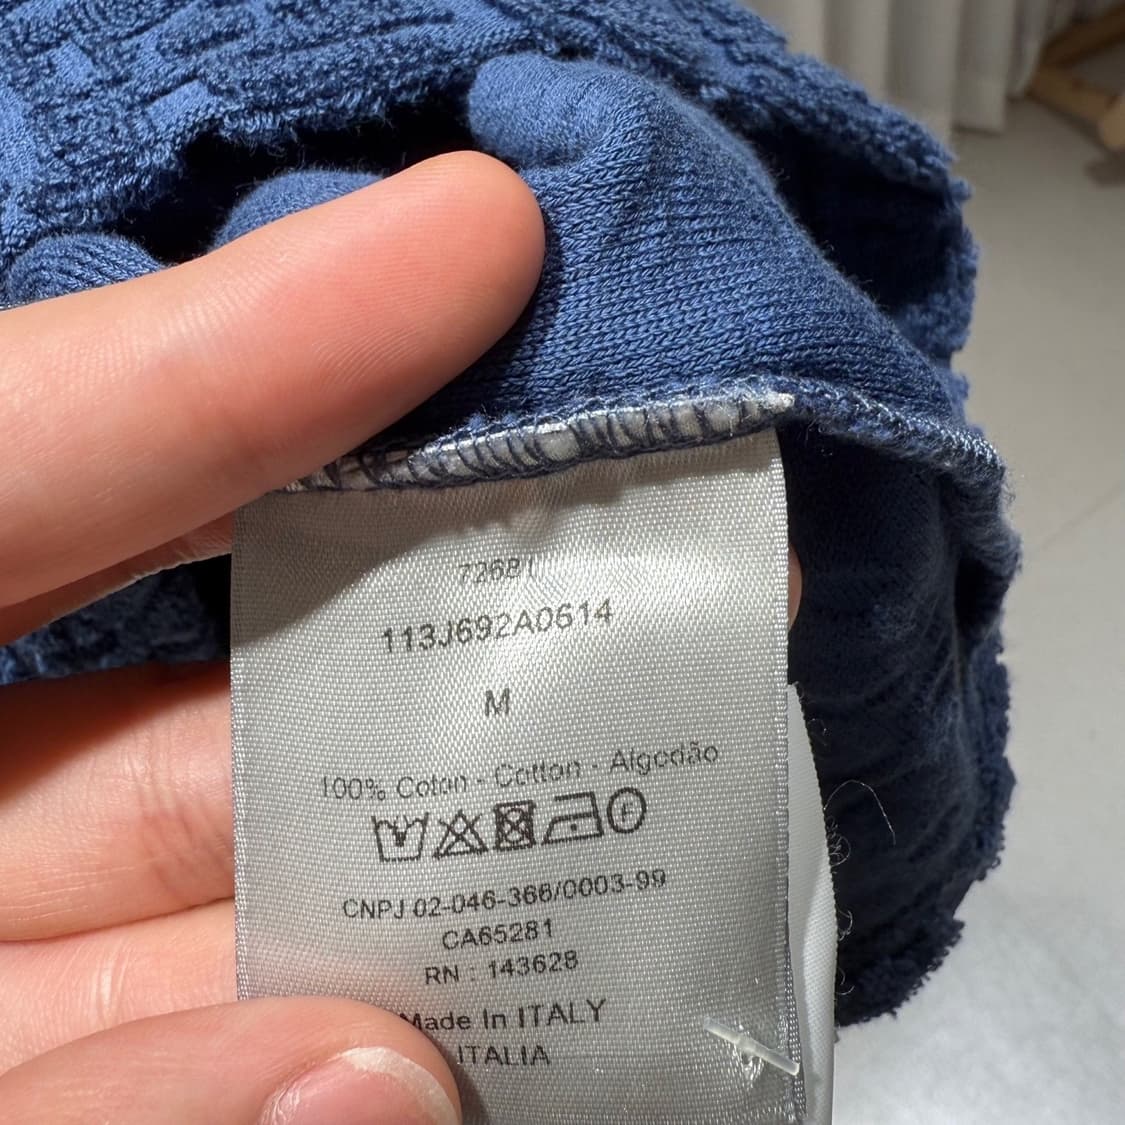 72681
113J692A0614
M
100% Coton - Cotton - Algodão
CNPJ 02-046-366/0003-99
CA65281
RN : 143628
Made In ITALY
ITALIA